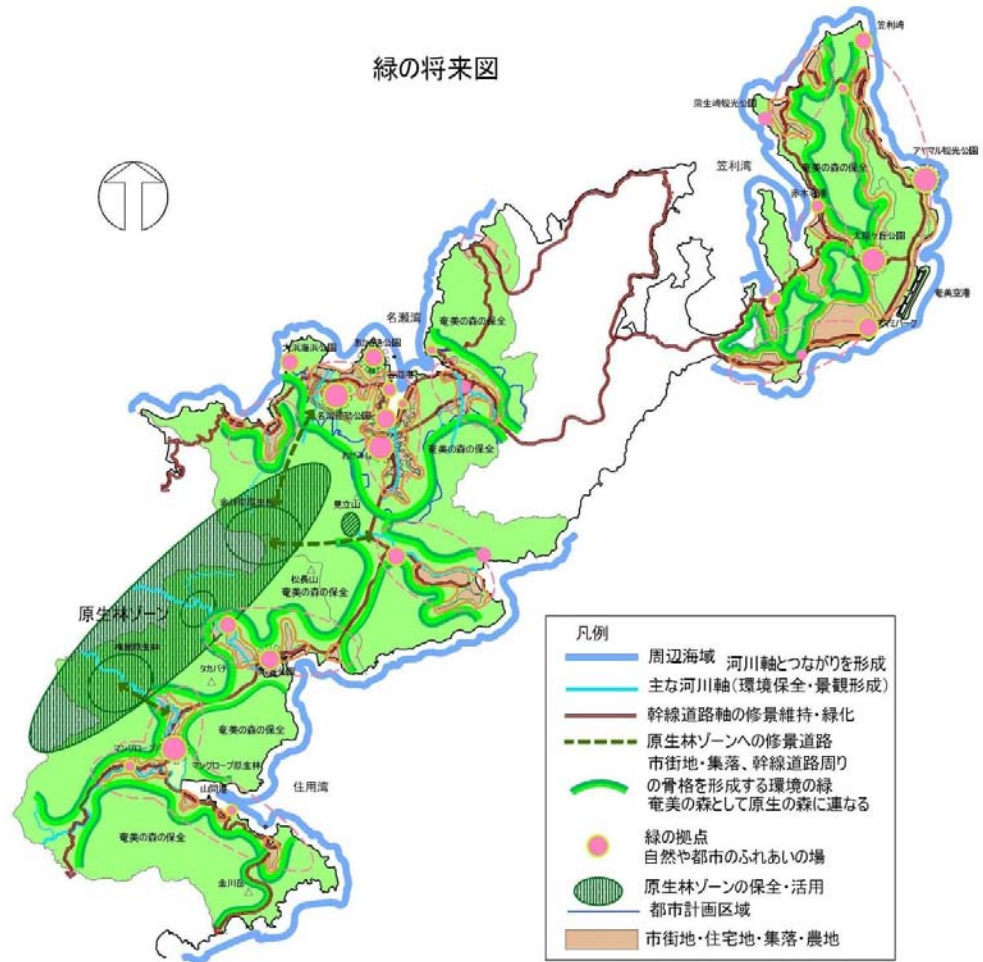 緑の将来図
笠利崎
蒲生崎観光公園
アヤマル観光公園
笠利湾
奄美の森の保全
赤木名港
太陽ケ丘公園
奄美空港
奄美の森の保全
名瀬湾
大浜海浜公園
奄美の森の保全
見立山
松長山
奄美の森の保全
原生林ゾーン
タカバチ
奄美の森の保全
マングローブ
マングローブ原生林
山間港
住用湾
奄美の森の保全
金川岳
凡例
周辺海域 河川軸とつながりを形成
主な河川軸(環境保全・景観形成)
幹線道路軸の修景維持・緑化
原生林ゾーンへの修景道路
市街地・集落、幹線道路周り
の骨格を形成する環境の緑
奄美の森として原生の森に連なる
緑の拠点
自然や都市のふれあいの場
原生林ゾーンの保全・活用
都市計画区域
市街地・住宅地・集落・農地